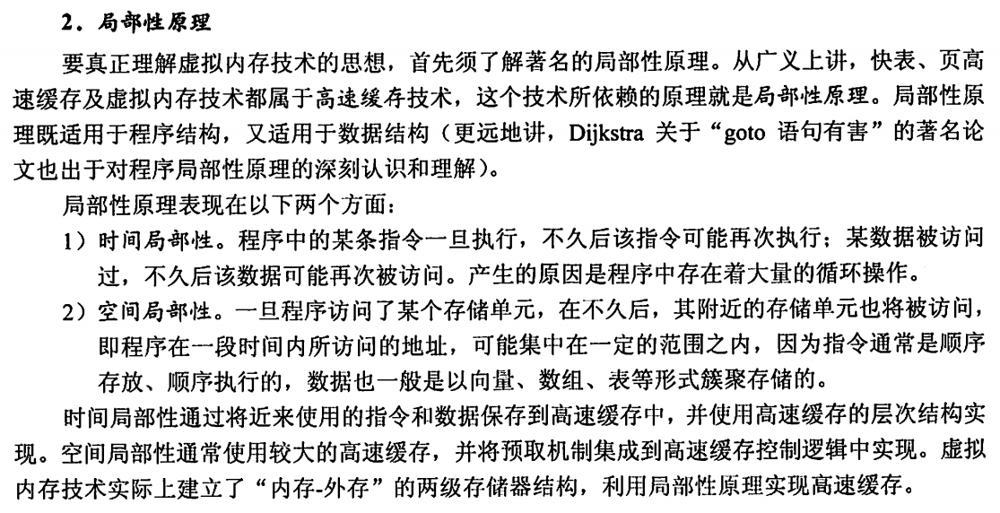 2．局部性原理
要真正理解虚拟内存技术的思想，首先须了解著名的局部性原理。从广义上讲，快表、页高
速缓存及虚拟内存技术都属于高速缓存技术，这个技术所依赖的原理就是局部性原理。局部性原
理既适用于程序结构，又适用于数据结构（更远地讲，Dijkstra 关于“goto 语句有害”的著名论
文也出于对程序局部性原理的深刻认识和理解）。
局部性原理表现在以下两个方面：
1）时间局部性。程序中的某条指令一旦执行，不久后该指令可能再次执行；某数据被访问
过，不久后该数据可能再次被访问。产生的原因是程序中存在着大量的循环操作。
2）空间局部性。一旦程序访问了某个存储单元，在不久后，其附近的存储单元也将被访问，
即程序在一段时间内所访问的地址，可能集中在一定的范围之内，因为指令通常是顺序
存放、顺序执行的，数据也一般是以向量、数组、表等形式簇聚存储的。
时间局部性通过将近来使用的指令和数据保存到高速缓存中，并使用高速缓存的层次结构实
现。空间局部性通常使用较大的高速缓存，并将预取机制集成到高速缓存控制逻辑中实现。虚拟
内存技术实际上建立了“内存-外存”的两级存储器结构，利用局部性原理实现高速缓存。